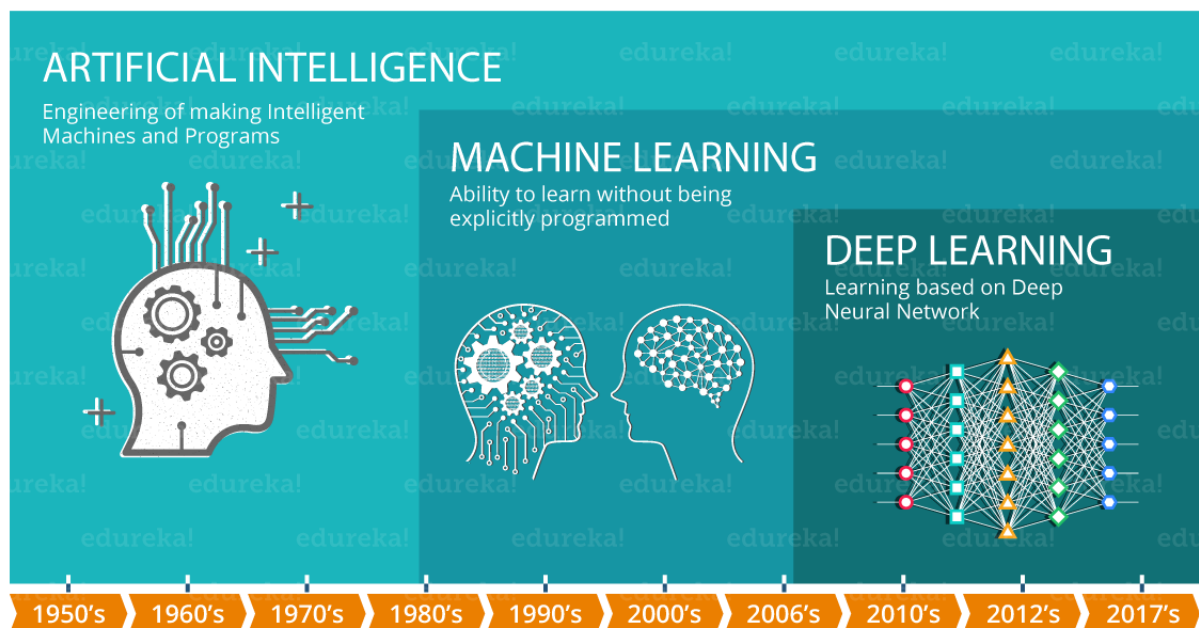 ARTIFICIAL INTELLIGENCE
Engineering of making Intelligent
Machines and Programs
MACHINE LEARNING
Ability to learn without being
explicitly programmed
DEEP LEARNING
Learning based on Deep
Neural Network
1950's 1960's 1970's 1980's 1990's 2000's 2006's 2010's 2012's 2017's
edureka!